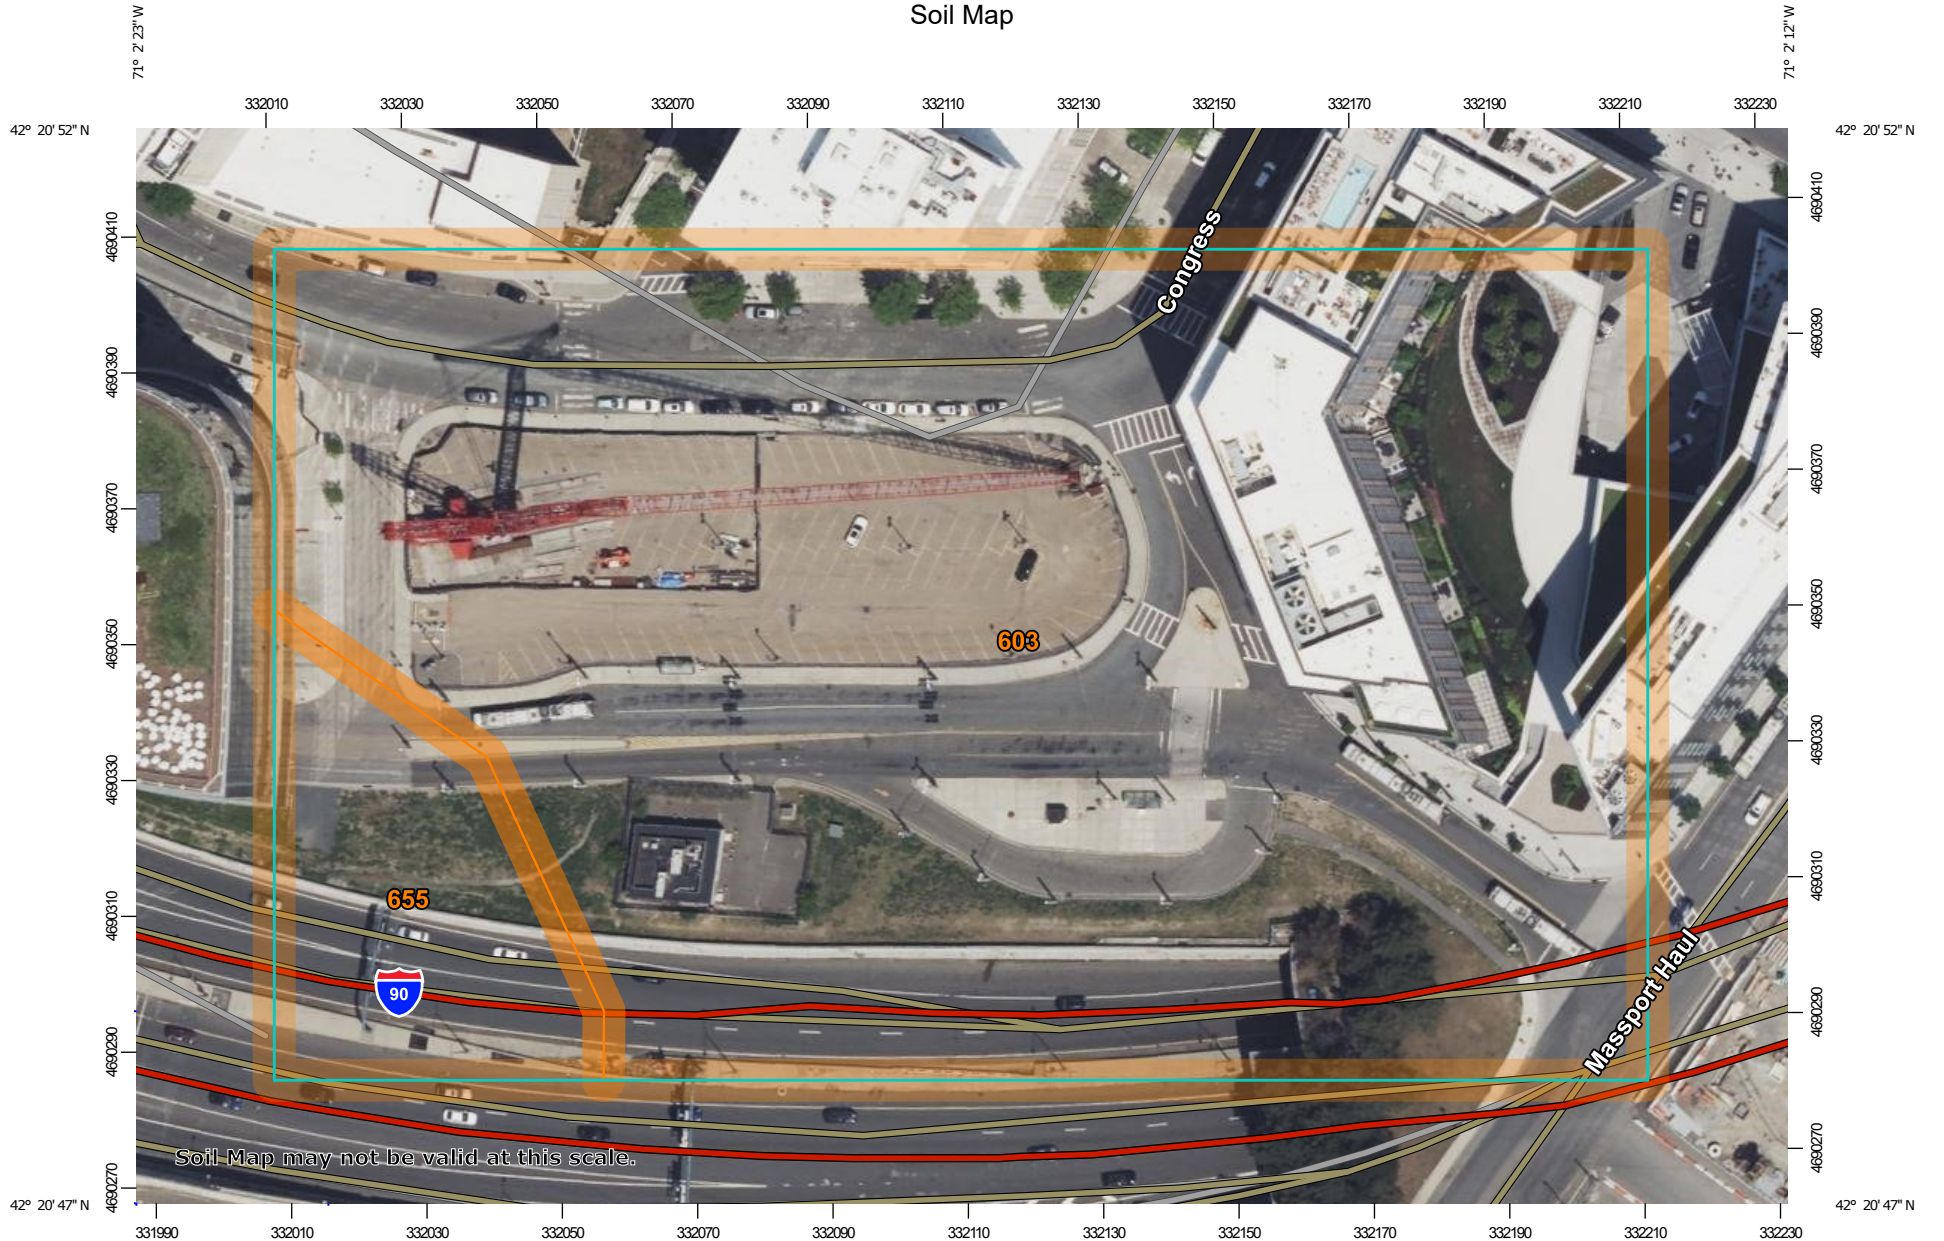 Soil Map
71° 2' 23" W
71° 2' 12" W
332010 332030 332050 332070 332090 332110 332130 332150 332170 332190 332210 332230
42° 20' 52" N
42° 20' 52" N
4690410
4690410
Congress
4690390
4690390
4690370
4690370
4690350
4690350
603
4690330
4690330
4690310
4690310
655
90
Massport Haul
4690290
4690290
4690270
4690270
Soil Map may not be valid at this scale.
42° 20' 47" N
42° 20' 47" N
331990 332010 332030 332050 332070 332090 332110 332130 332150 332170 332190 332210 332230